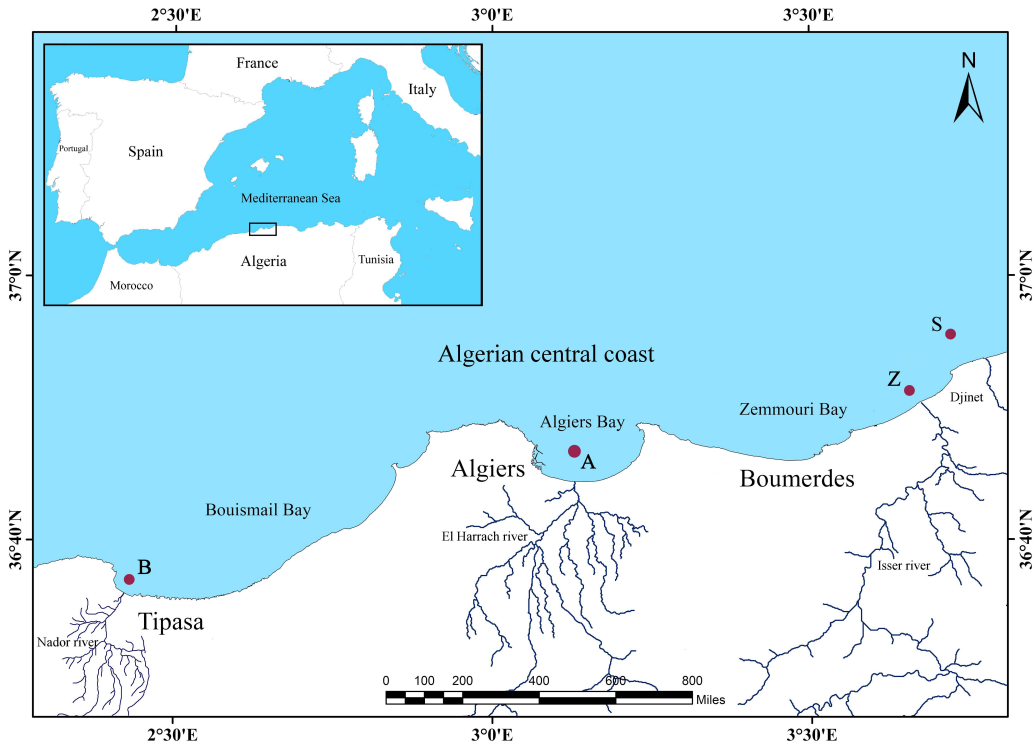 2°30'E 3°0'E 3°30'E
France
Italy
N
Portugal
Spain
Mediterranean Sea
Algeria
Tunisia
Morocco
37°0'N
37°0'N
S
Algerian central coast
Z
Djinet
Zemmouri Bay
Algiers Bay
A
Algiers
Boumerdes
Bouismail Bay
El Harrach river
36°40'N
36°40'N
Isser river
B
Tipasa
Nador river
0 100 200 400 600 800
Miles
2°30'E 3°0'E 3°30'E